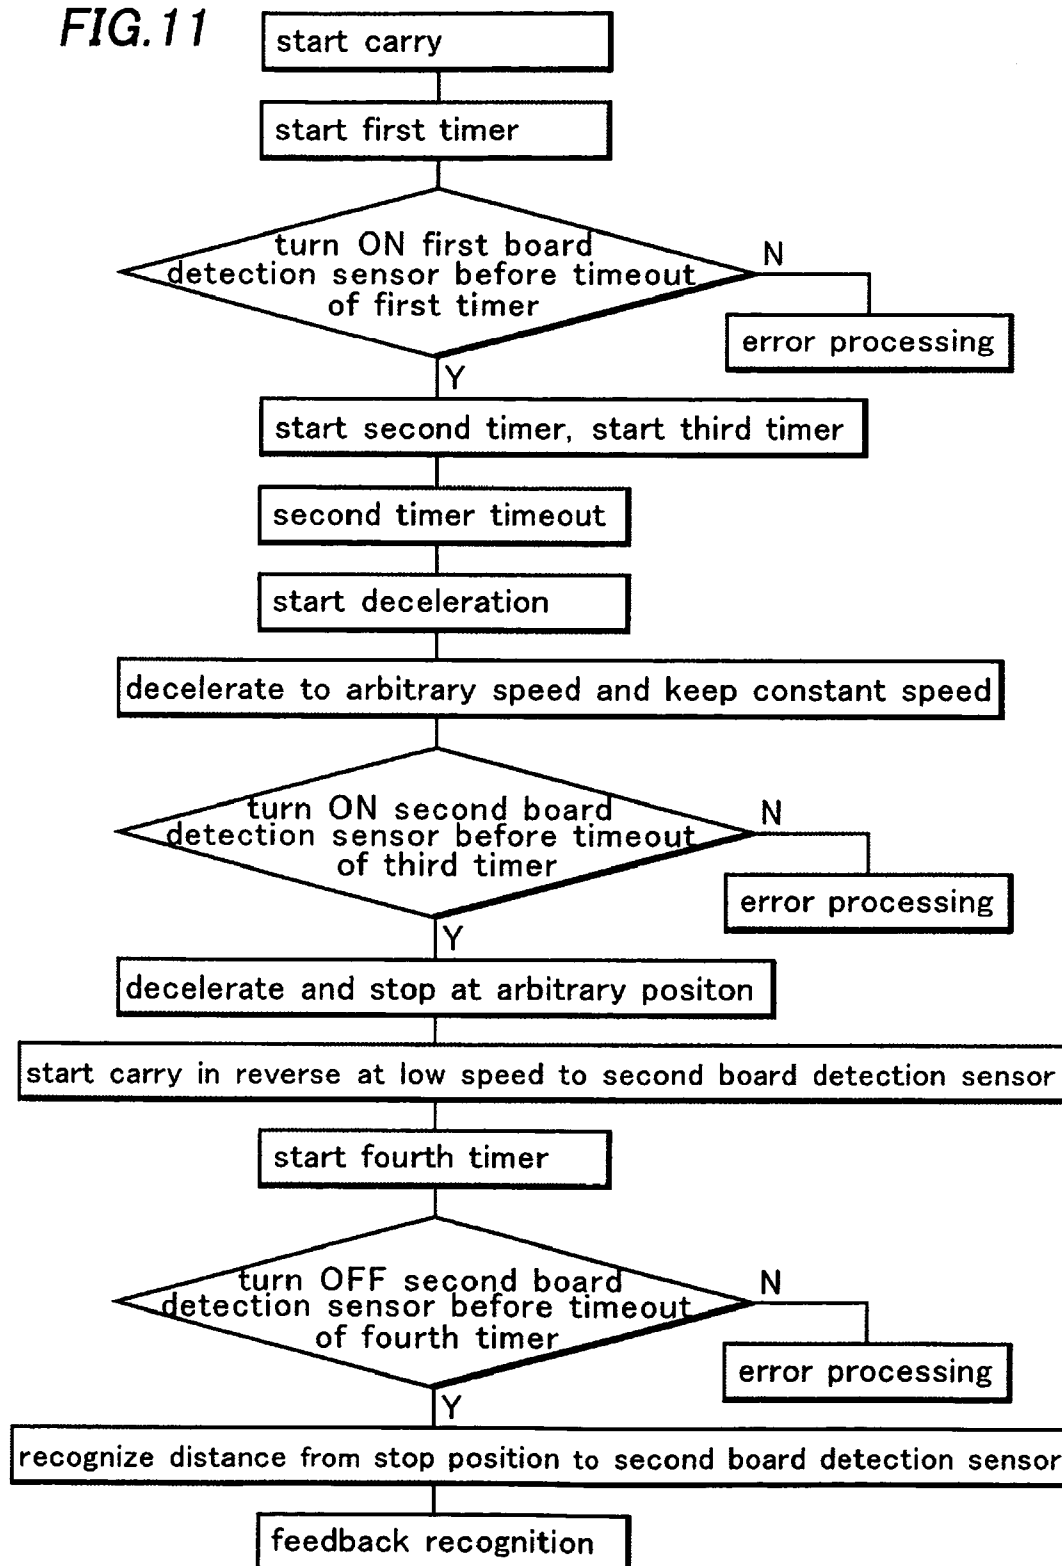 FIG.11
start carry
start first timer
turn ON first board
detection sensor before timeout
of first timer
N
error processing
Y
start second timer, start third timer
second timer timeout
start deceleration
decelerate to arbitrary speed and keep constant speed
turn ON second board
detection sensor before timeout
of third timer
N
error processing
Y
decelerate and stop at arbitrary positon
start carry in reverse at low speed to second board detection sensor
start fourth timer
turn OFF second board
detection sensor before timeout
of fourth timer
N
error processing
Y
recognize distance from stop position to second board detection sensor
feedback recognition